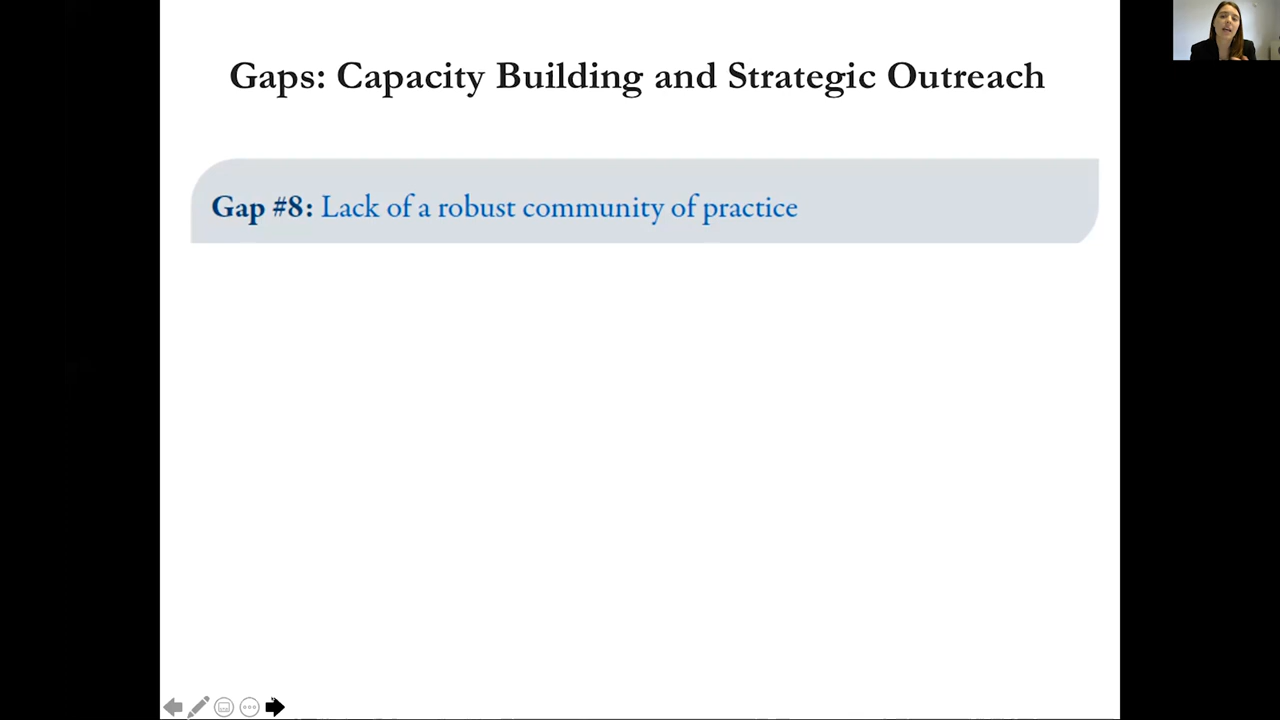 Gaps: Capacity Building and Strategic Outreach
Gap #8: Lack of a robust community of practice